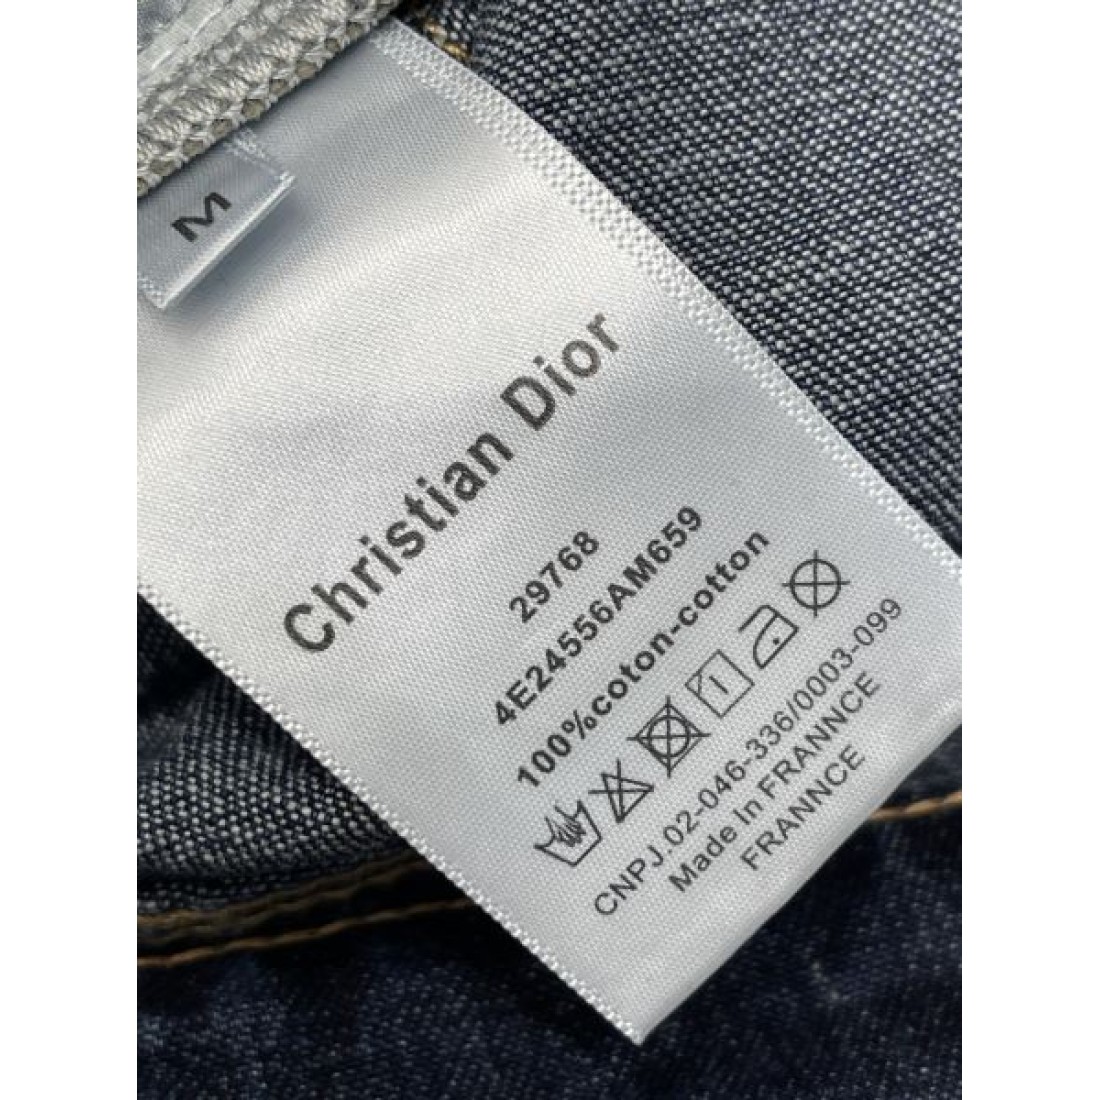 M
Christian Dior
29768
4E24556AM659
100%coton-cotton
CNPJ.02-046-336/0003-099
Made In FRANNCE
FRANNCE